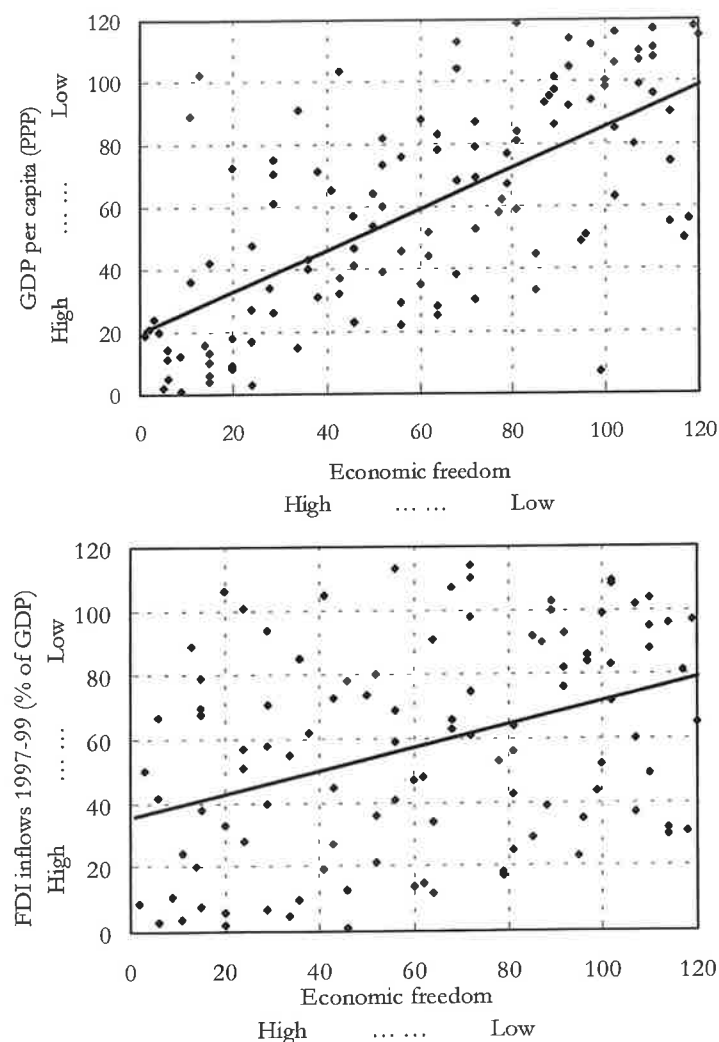 120
100
80
60
40
20
0
GDP per capita (PPP)
High … … Low
0 20 40 60 80 100 120
Economic freedom
High … … Low
120
100
80
60
40
20
0
FDI inflows 1997-99 (% of GDP)
High … … Low
0 20 40 60 80 100 120
Economic freedom
High … … Low